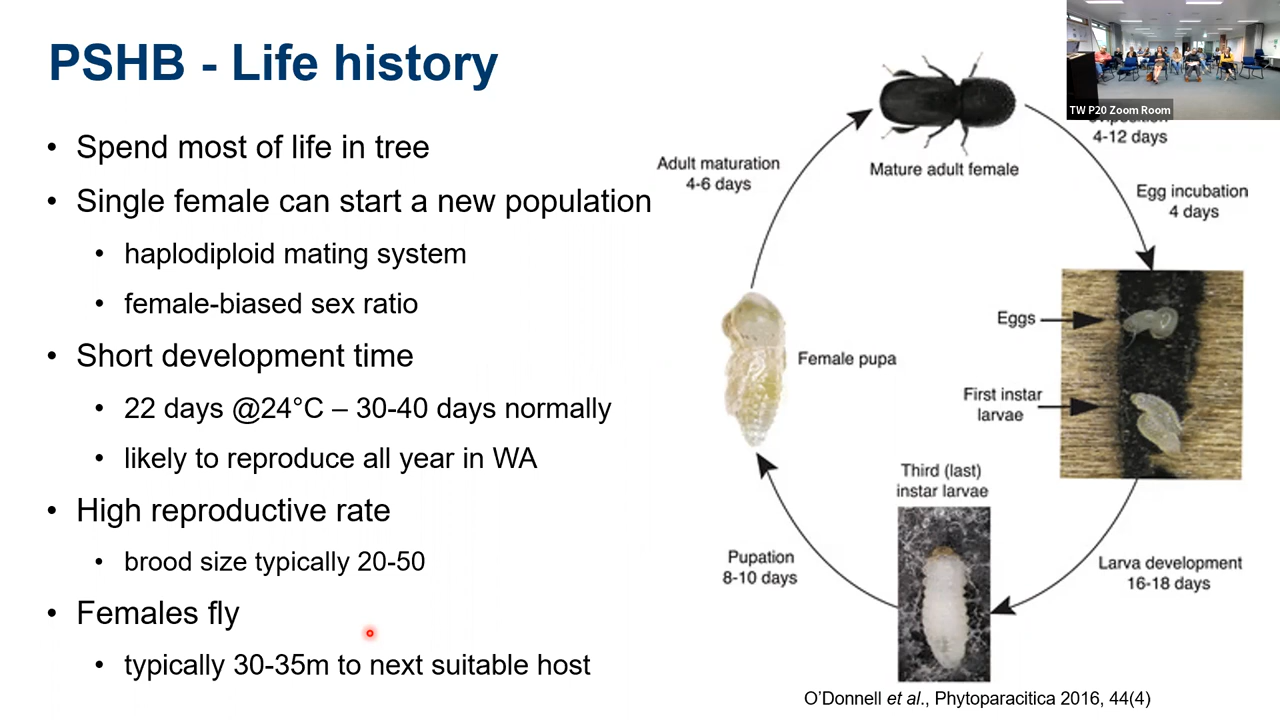 PSHB - Life history
• Spend most of life in tree
• Single female can start a new population
• haplodiploid mating system
• female-biased sex ratio
• Short development time
• 22 days @24°C – 30-40 days normally
• likely to reproduce all year in WA
• High reproductive rate
• brood size typically 20-50
• Females fly
• typically 30-35m to next suitable host
TW P20 Zoom Room
4-12 days
Mature adult female
Adult maturation
4-6 days
Egg incubation
4 days
Eggs
First instar
larvae
Female pupa
Third (last)
instar larvae
Pupation
8-10 days
Larva development
16-18 days
O'Donnell et al., Phytoparacitica 2016, 44(4)